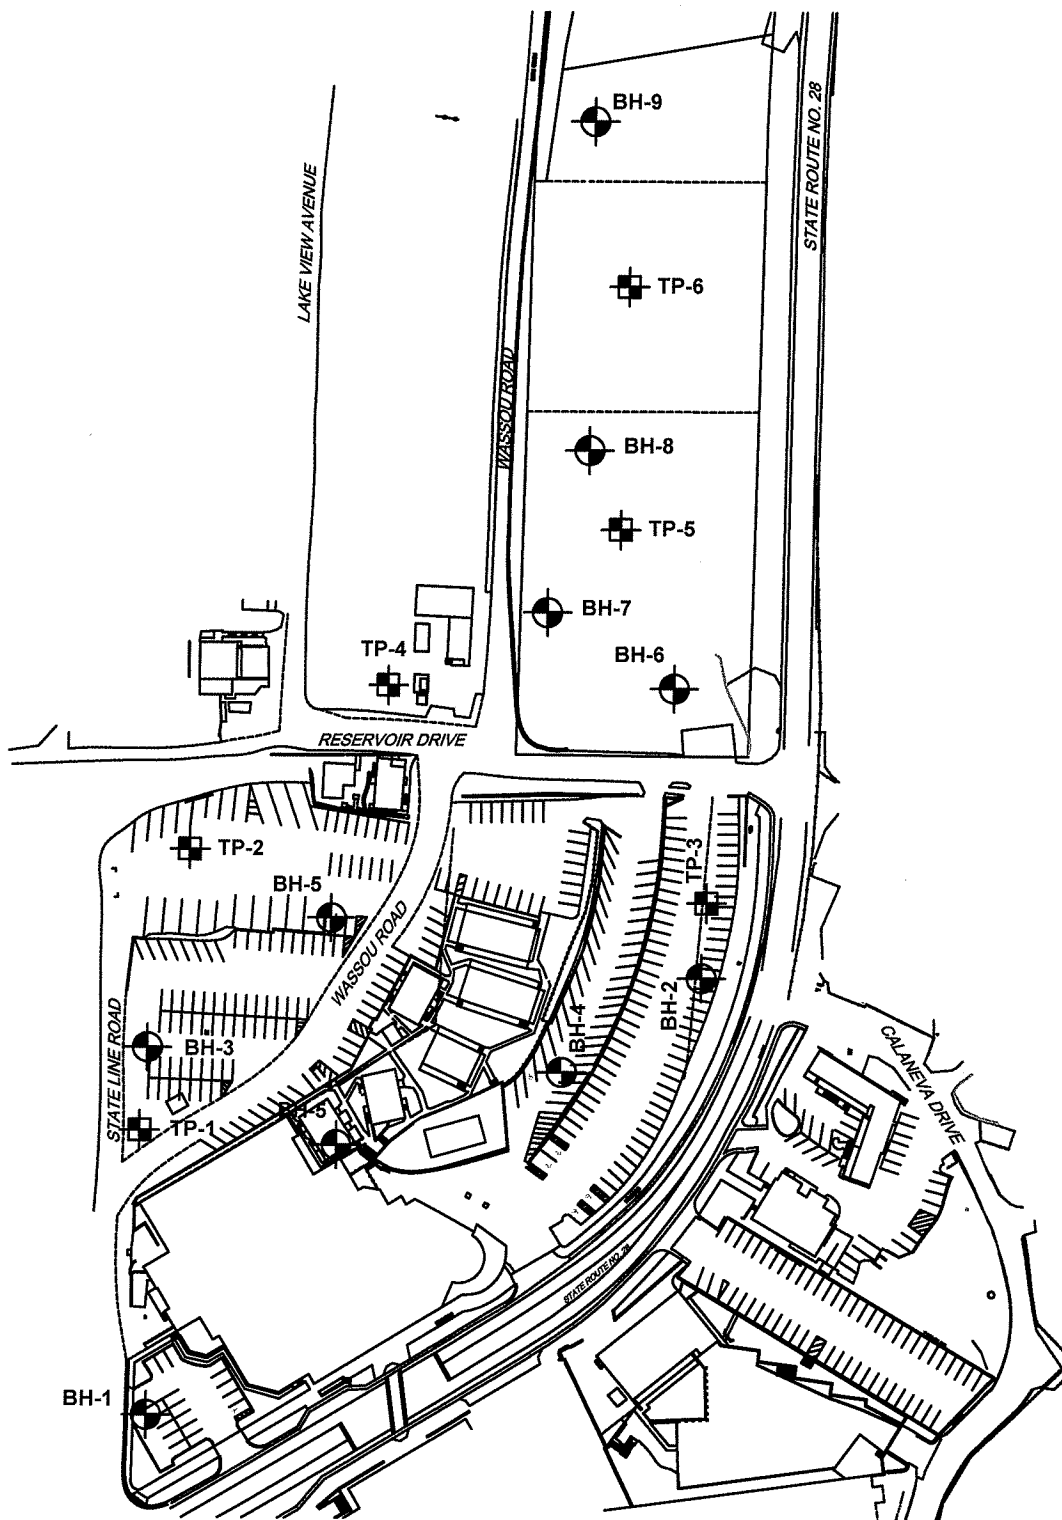 BH-9
STATE ROUTE NO. 28
LAKE VIEW AVENUE
TP-6
WASSOU ROAD
BH-8
TP-5
BH-7
TP-4
BH-6
RESERVOIR DRIVE
TP-2
TP-3
BH-5
WASSOU ROAD
BH-2
STATE LINE ROAD
BH-4
BH-3
CALANEVA DRIVE
BH-5
TP-1
STATE ROUTE NO. 28
BH-1